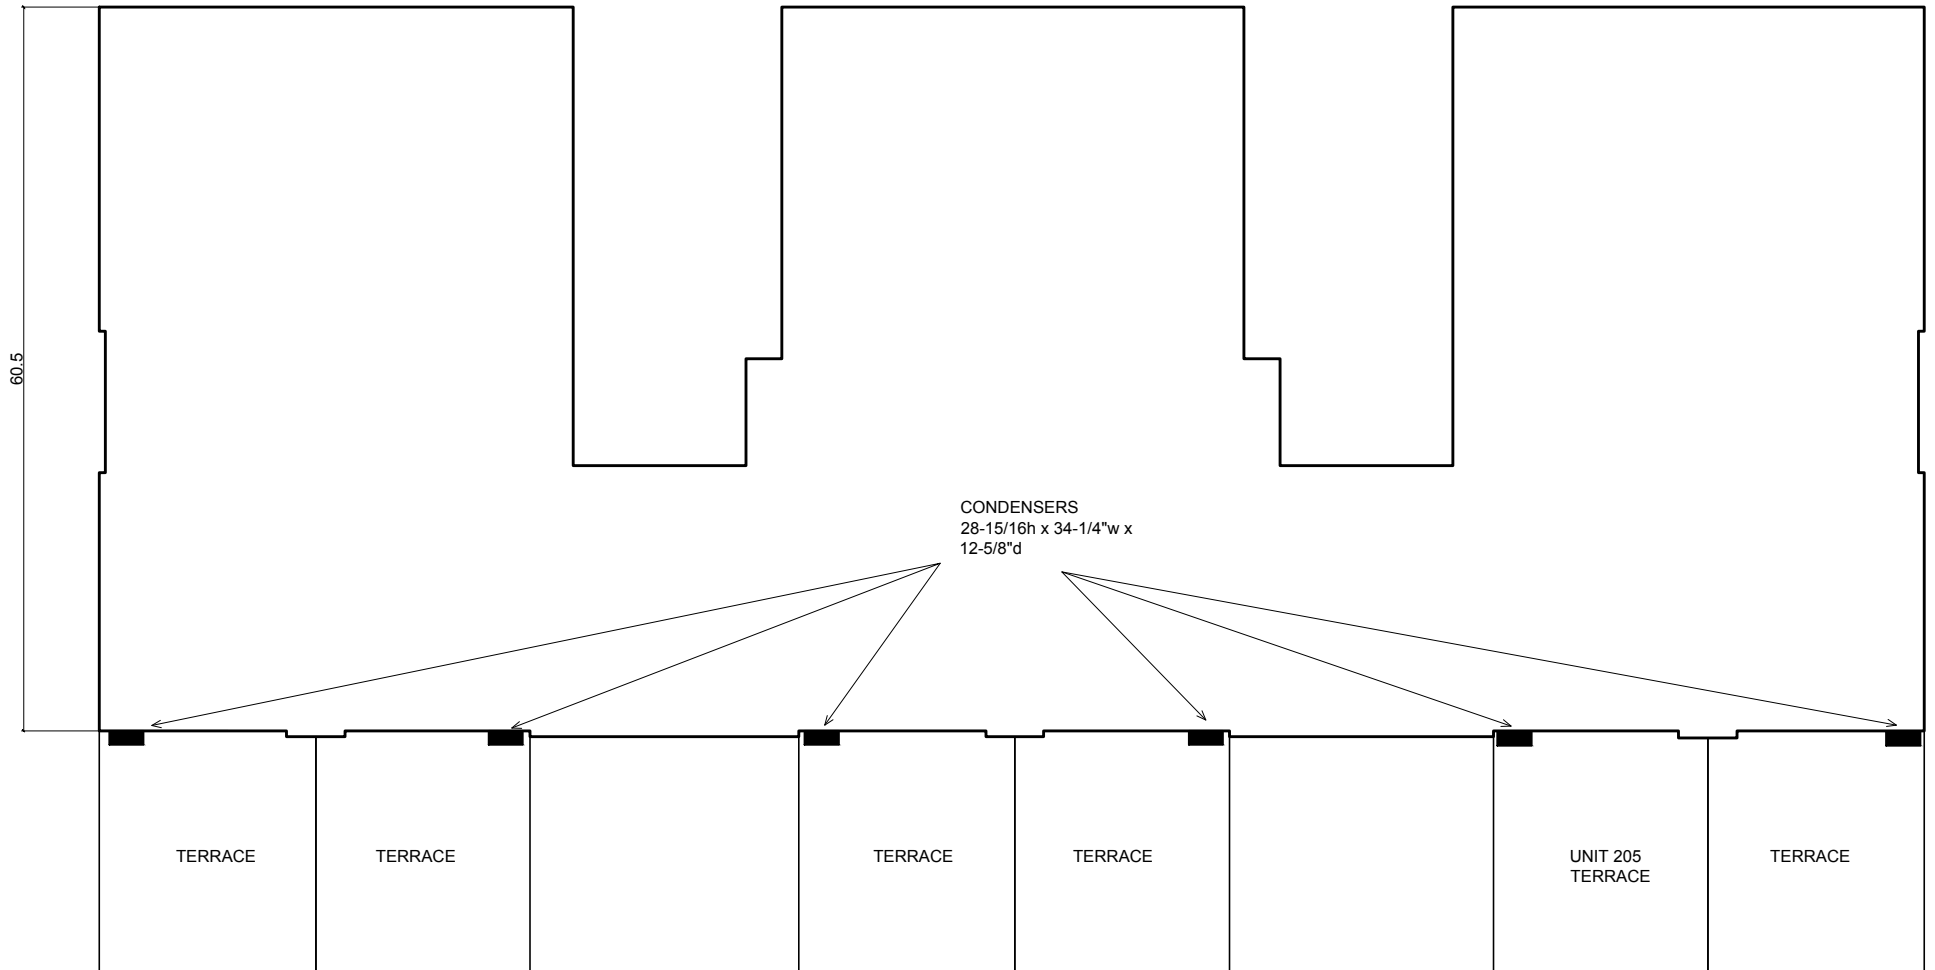 60.5
CONDENSERS
28-15/16h x 34-1/4"w x
12-5/8"d
TERRACE
TERRACE
TERRACE
TERRACE
UNIT 205
TERRACE
TERRACE